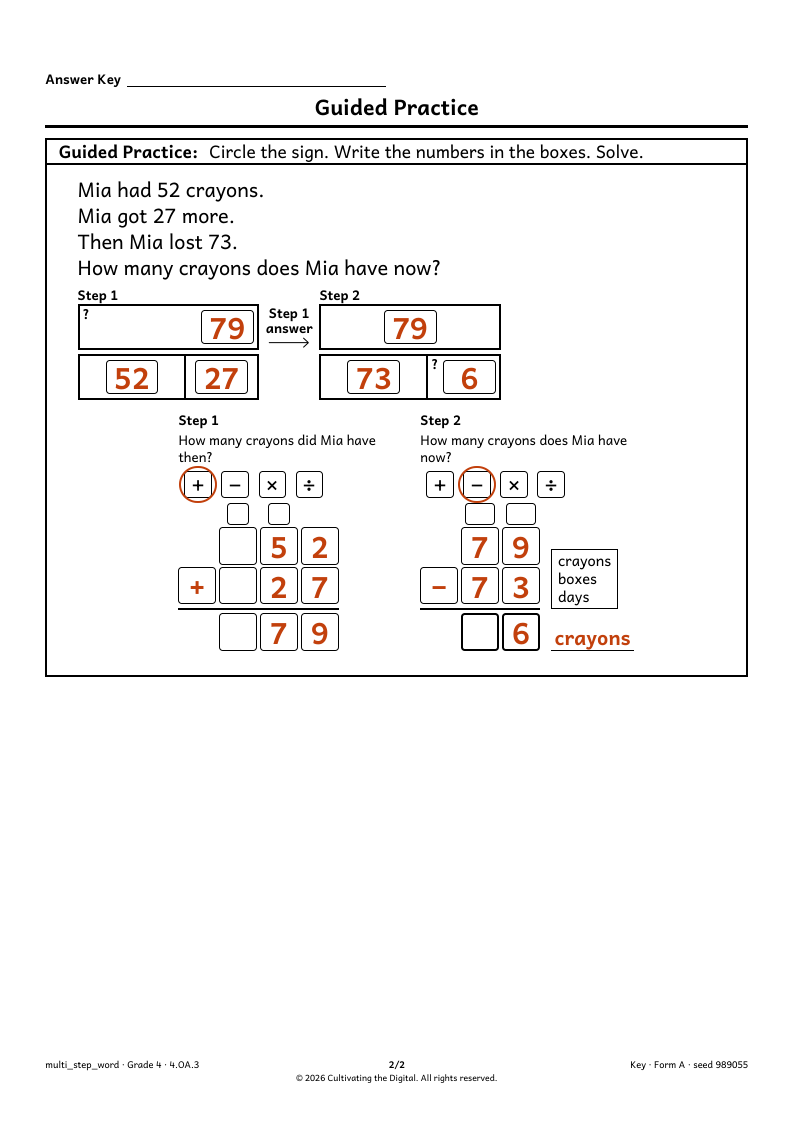 Answer Key
Guided Practice
Guided Practice: Circle the sign. Write the numbers in the boxes. Solve.
Mia had 52 crayons.
Mia got 27 more.
Then Mia lost 73.
How many crayons does Mia have now?
Step 1
? 79
52 27
Step 1
answer
Step 2
79
73 ? 6
Step 1
How many crayons did Mia have
then?
+ − × ÷
5 2
+ 2 7
7 9
Step 2
How many crayons does Mia have
now?
+ − × ÷
7 9
− 7 3
6
crayons
boxes
days
crayons
multi_step_word · Grade 4 · 4.OA.3
2/2
Key · Form A · seed 989055
© 2026 Cultivating the Digital. All rights reserved.